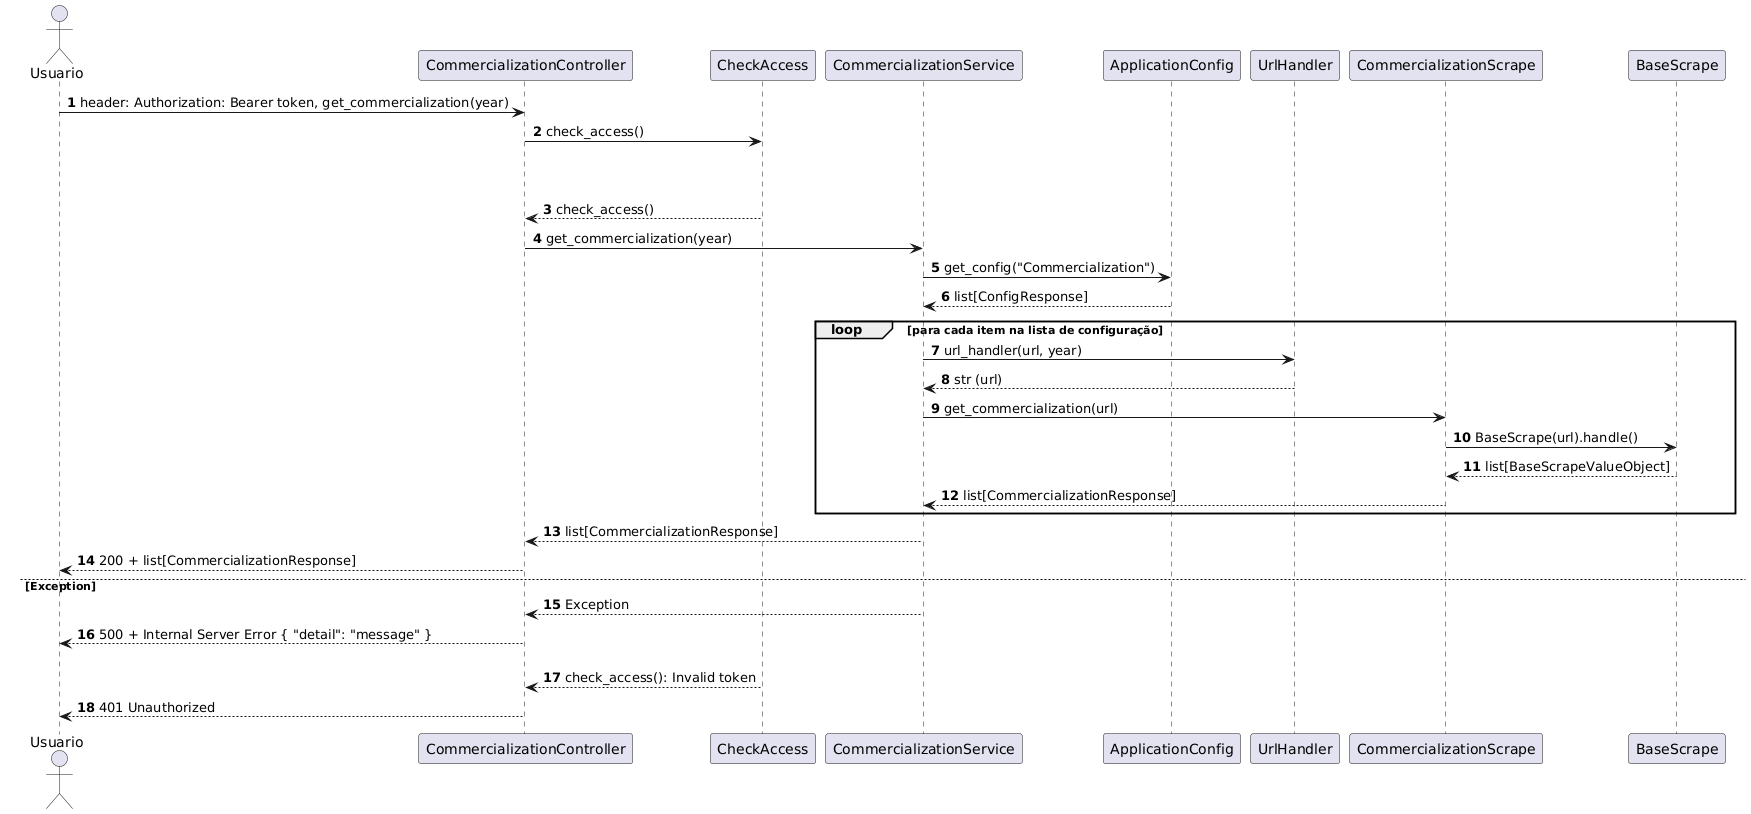 Usuario
CommercializationController
CheckAccess
CommercializationService
ApplicationConfig
UrlHandler
CommercializationScrape
BaseScrape
1 header: Authorization: Bearer token, get_commercialization(year)
2 check_access()
3 check_access()
4 get_commercialization(year)
5 get_config("Commercialization")
6 list[ConfigResponse]
loop [para cada item na lista de configuração]
7 url_handler(url, year)
8 str (url)
9 get_commercialization(url)
10 BaseScrape(url).handle()
11 list[BaseScrapeValueObject]
12 list[CommercializationResponse]
13 list[CommercializationResponse]
14 200 + list[CommercializationResponse]
[Exception]
15 Exception
16 500 + Internal Server Error { "detail": "message" }
17 check_access(): Invalid token
18 401 Unauthorized
Usuario
CommercializationController
CheckAccess
CommercializationService
ApplicationConfig
UrlHandler
CommercializationScrape
BaseScrape